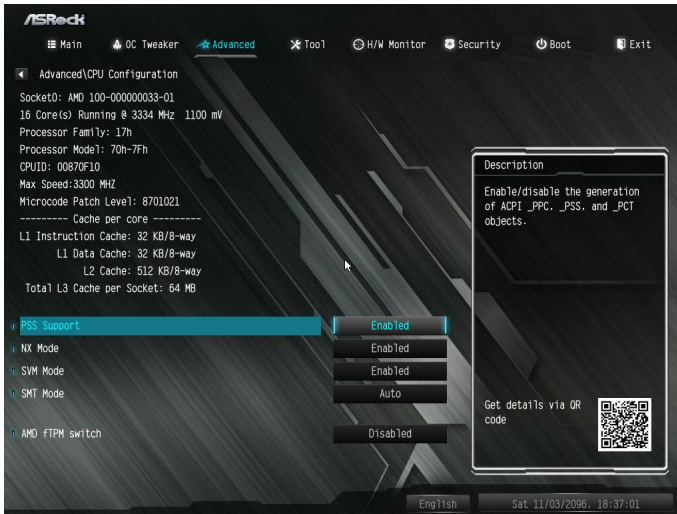 ASRock
Main
OC Tweaker
Advanced
Tool
H/W Monitor
Security
Boot
Exit
Advanced\CPU Configuration
Socket0: AMD 100-000000033-01
16 Core(s) Running @ 3334 MHz 1100 mV
Processor Family: 17h
Processor Model: 70h-7Fh
CPUID: 00870F10
Max Speed:3300 MHZ
Microcode Patch Level: 8701021
--------- Cache per core ---------
L1 Instruction Cache: 32 KB/8-way
L1 Data Cache: 32 KB/8-way
L2 Cache: 512 KB/8-way
Total L3 Cache per Socket: 64 MB
PSS Support Enabled
NX Mode Enabled
SVM Mode Enabled
SMT Mode Auto
AMD fTPM switch Disabled
Description
Enable/disable the generation
of ACPI _PPC. _PSS. and _PCT
objects.
Get details via QR
code
English
Sat 11/03/2096. 18:37:01